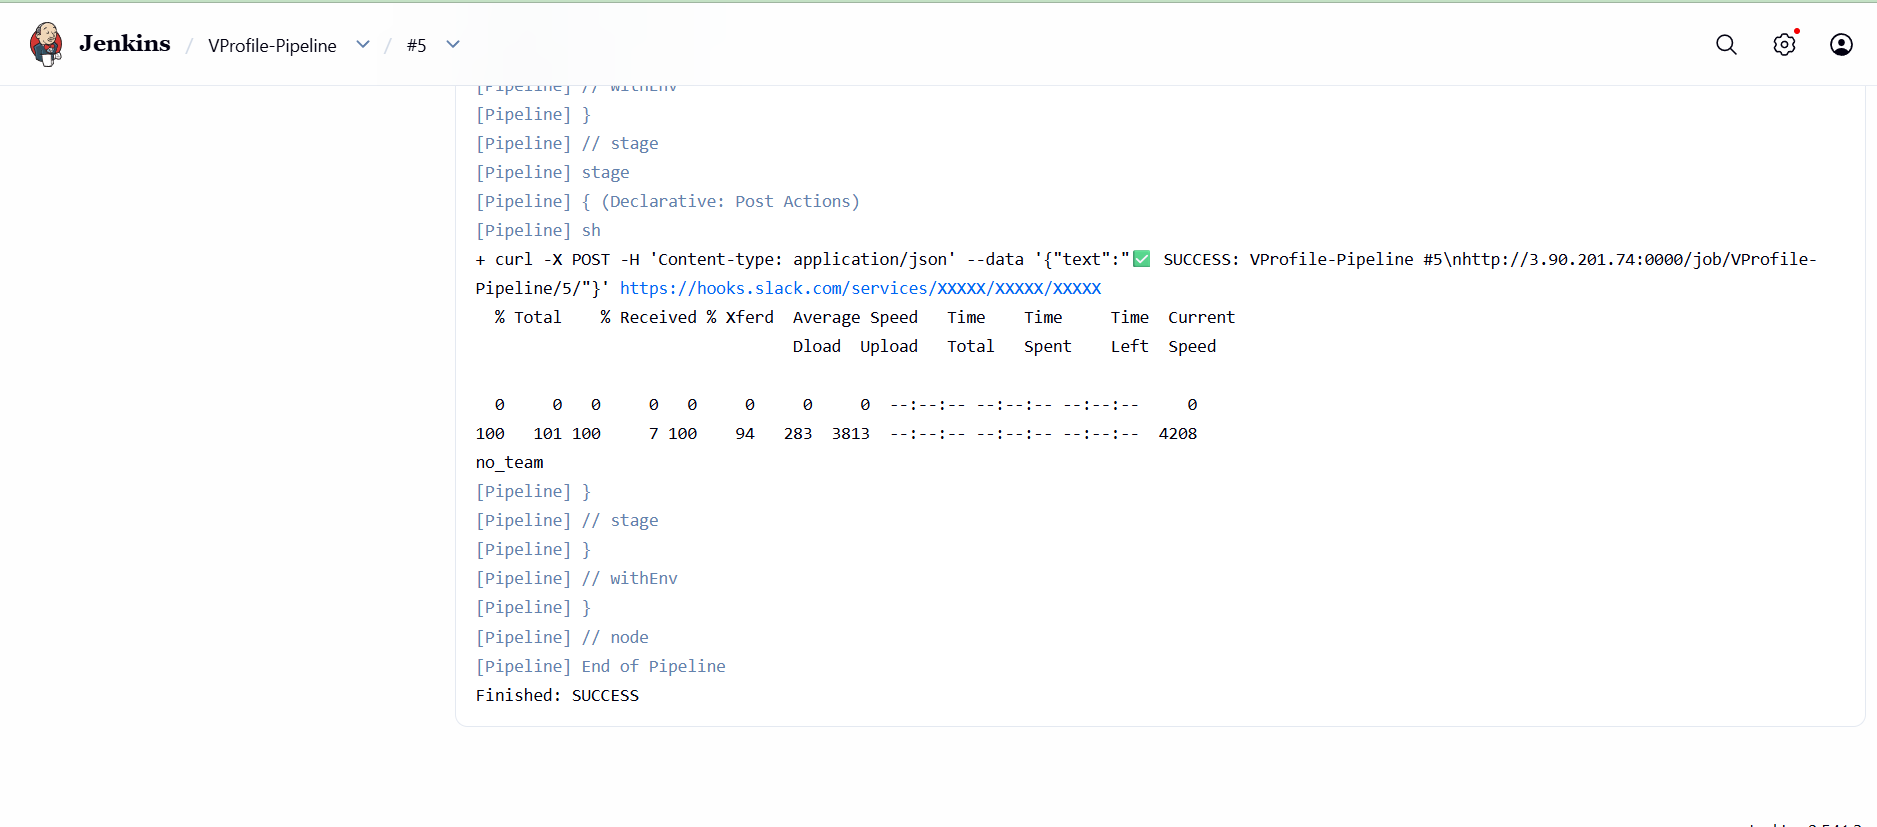 Jenkins / VProfile-Pipeline / #5
[Pipeline] // withEnv
[Pipeline] }
[Pipeline] // stage
[Pipeline] stage
[Pipeline] { (Declarative: Post Actions)
[Pipeline] sh
+ curl -X POST -H 'Content-type: application/json' --data '{"text":"✅ SUCCESS: VProfile-Pipeline #5\nhttp://3.90.201.74:0000/job/VProfile-
Pipeline/5/"}' https://hooks.slack.com/services/XXXXX/XXXXX/XXXXX
  % Total    % Received % Xferd  Average Speed   Time    Time     Time  Current
                                 Dload  Upload   Total   Spent    Left  Speed
  0     0   0     0   0     0     0     0  --:--:-- --:--:-- --:--:--     0
100   101 100     7 100    94   283  3813  --:--:-- --:--:-- --:--:--  4208
no_team
[Pipeline] }
[Pipeline] // stage
[Pipeline] }
[Pipeline] // withEnv
[Pipeline] }
[Pipeline] // node
[Pipeline] End of Pipeline
Finished: SUCCESS